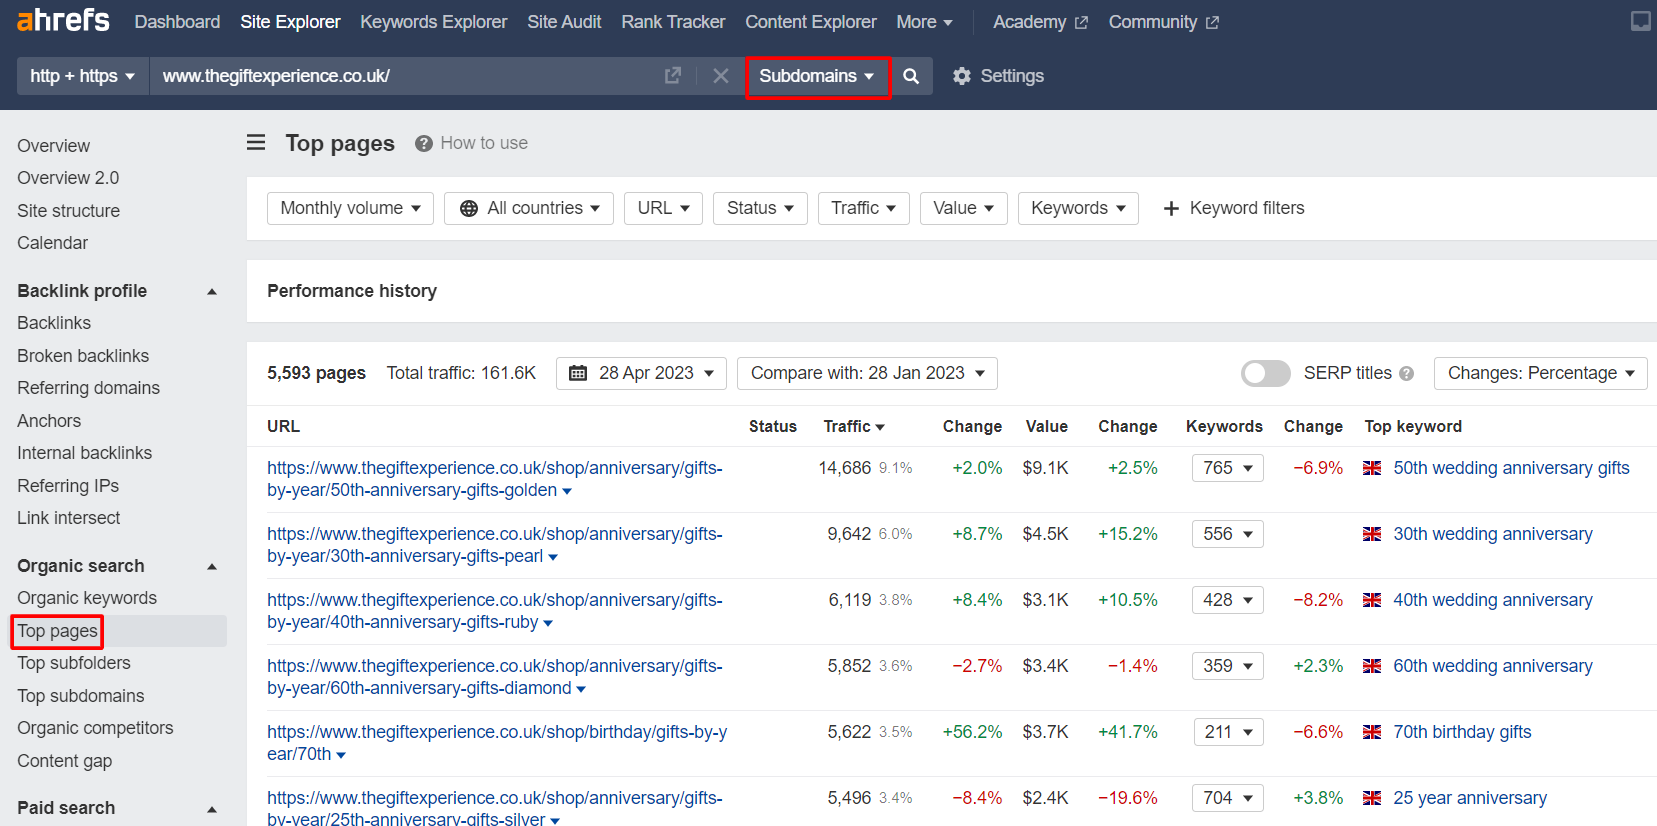 ahrefs Dashboard Site Explorer Keywords Explorer Site Audit Rank Tracker Content Explorer More Academy Community
http + https www.thegiftexperience.co.uk/ Subdomains Settings
Overview
Overview 2.0
Site structure
Calendar
Backlink profile
Backlinks
Broken backlinks
Referring domains
Anchors
Internal backlinks
Referring IPs
Link intersect
Organic search
Organic keywords
Top pages
Top subfolders
Top subdomains
Organic competitors
Content gap
Paid search
Top pages ? How to use
Monthly volume All countries URL Status Traffic Value Keywords + Keyword filters
Performance history
5,593 pages Total traffic: 161.6K 28 Apr 2023 Compare with: 28 Jan 2023 SERP titles ? Changes: Percentage
URL Status Traffic Change Value Change Keywords Change Top keyword
https://www.thegiftexperience.co.uk/shop/anniversary/gifts- 14,686 9.1% +2.0% $9.1K +2.5% 765 −6.9% 50th wedding anniversary gifts
by-year/50th-anniversary-gifts-golden
https://www.thegiftexperience.co.uk/shop/anniversary/gifts- 9,642 6.0% +8.7% $4.5K +15.2% 556 30th wedding anniversary
by-year/30th-anniversary-gifts-pearl
https://www.thegiftexperience.co.uk/shop/anniversary/gifts- 6,119 3.8% +8.4% $3.1K +10.5% 428 −8.2% 40th wedding anniversary
by-year/40th-anniversary-gifts-ruby
https://www.thegiftexperience.co.uk/shop/anniversary/gifts- 5,852 3.6% −2.7% $3.4K −1.4% 359 +2.3% 60th wedding anniversary
by-year/60th-anniversary-gifts-diamond
https://www.thegiftexperience.co.uk/shop/birthday/gifts-by-y 5,622 3.5% +56.2% $3.7K +41.7% 211 −6.6% 70th birthday gifts
ear/70th
https://www.thegiftexperience.co.uk/shop/anniversary/gifts- 5,496 3.4% −8.4% $2.4K −19.6% 704 +3.8% 25 year anniversary
by-year/25th-anniversary-gifts-silver